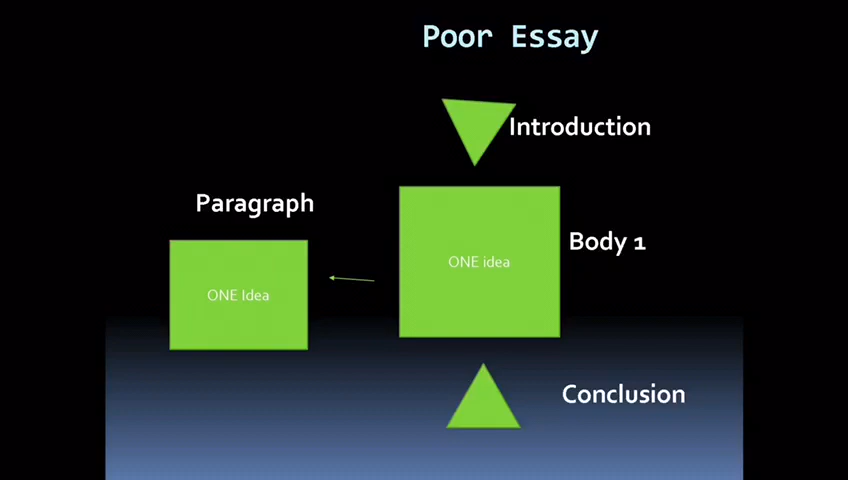 Poor Essay
Introduction
Paragraph
Body 1
ONE idea
ONE Idea
Conclusion